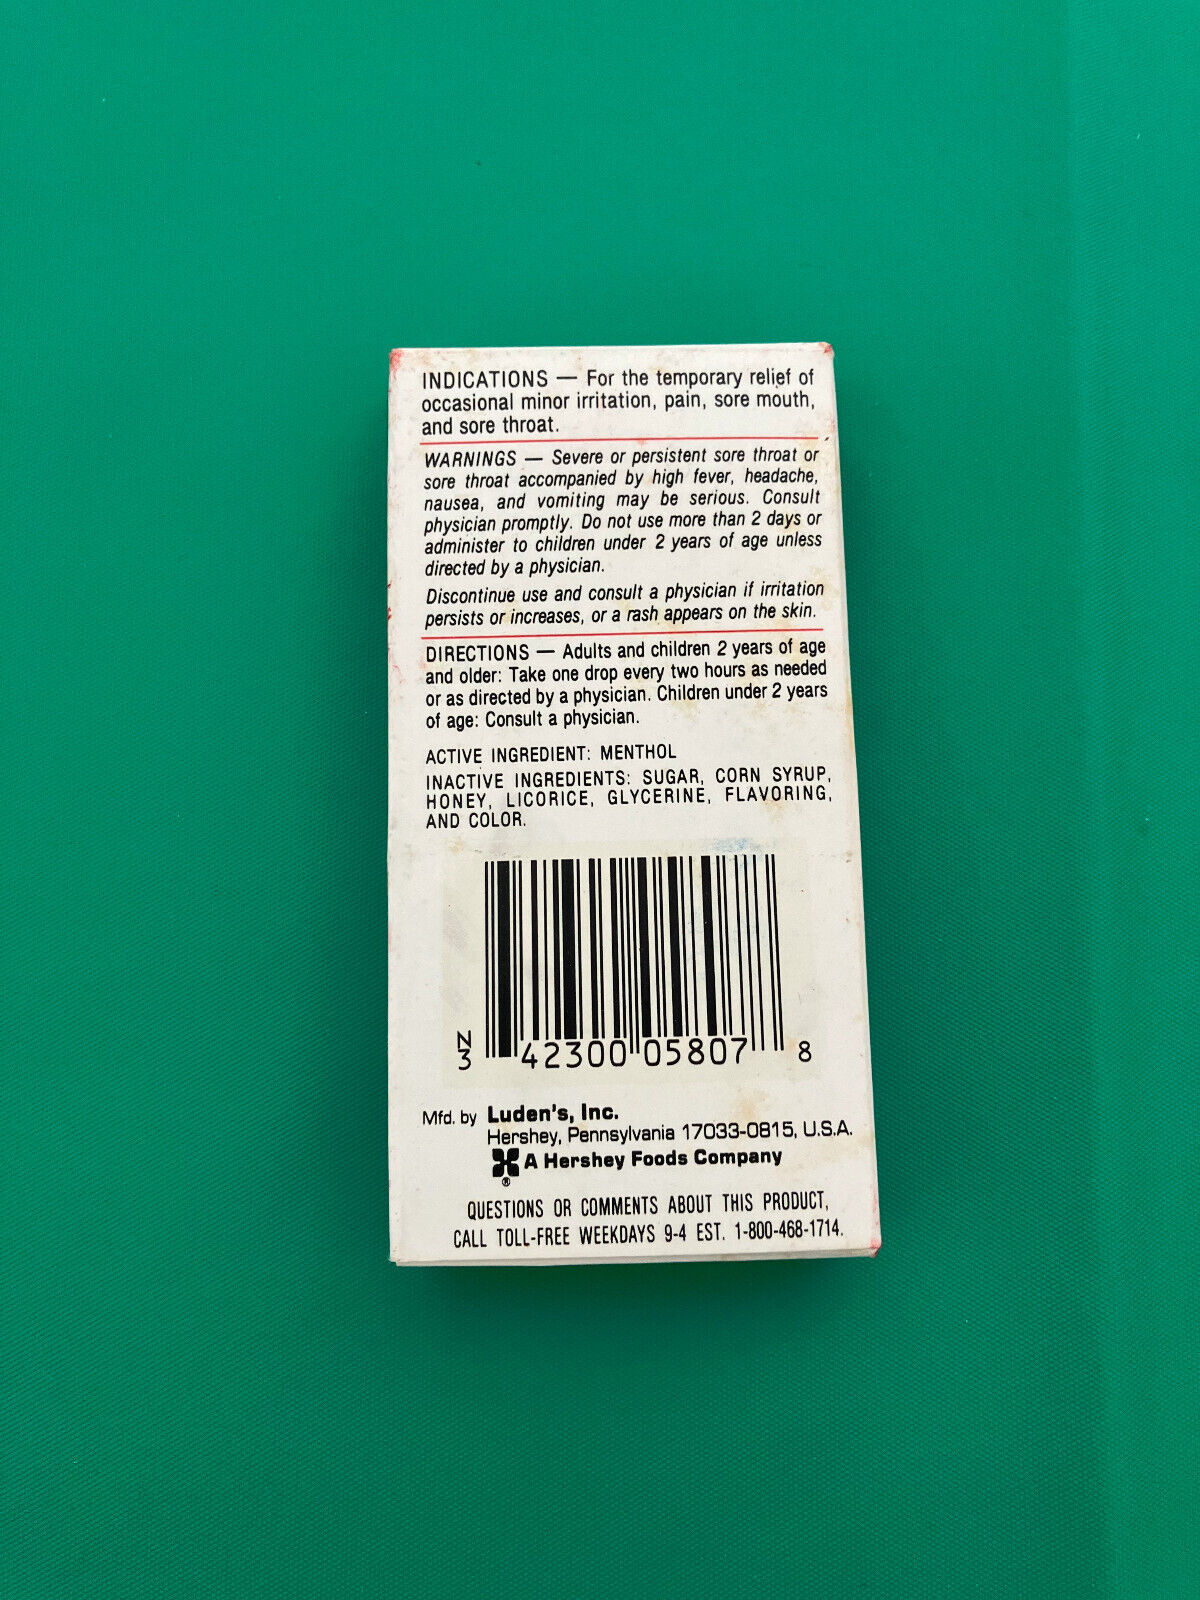 INDICATIONS — For the temporary relief of
occasional minor irritation, pain, sore mouth,
and sore throat.
WARNINGS — Severe or persistent sore throat or
sore throat accompanied by high fever, headache,
nausea, and vomiting may be serious. Consult
physician promptly. Do not use more than 2 days or
administer to children under 2 years of age unless
directed by a physician.
Discontinue use and consult a physician if irritation
persists or increases, or a rash appears on the skin.
DIRECTIONS — Adults and children 2 years of age
and older: Take one drop every two hours as needed
or as directed by a physician. Children under 2 years
of age: Consult a physician.
ACTIVE INGREDIENT: MENTHOL
INACTIVE INGREDIENTS: SUGAR, CORN SYRUP,
HONEY, LICORICE, GLYCERINE, FLAVORING,
AND COLOR.
N
3 42300 05807 8
Mfd. by Luden's, Inc.
Hershey, Pennsylvania 17033-0815, U.S.A.
A Hershey Foods Company
®
QUESTIONS OR COMMENTS ABOUT THIS PRODUCT,
CALL TOLL-FREE WEEKDAYS 9-4 EST. 1-800-468-1714.